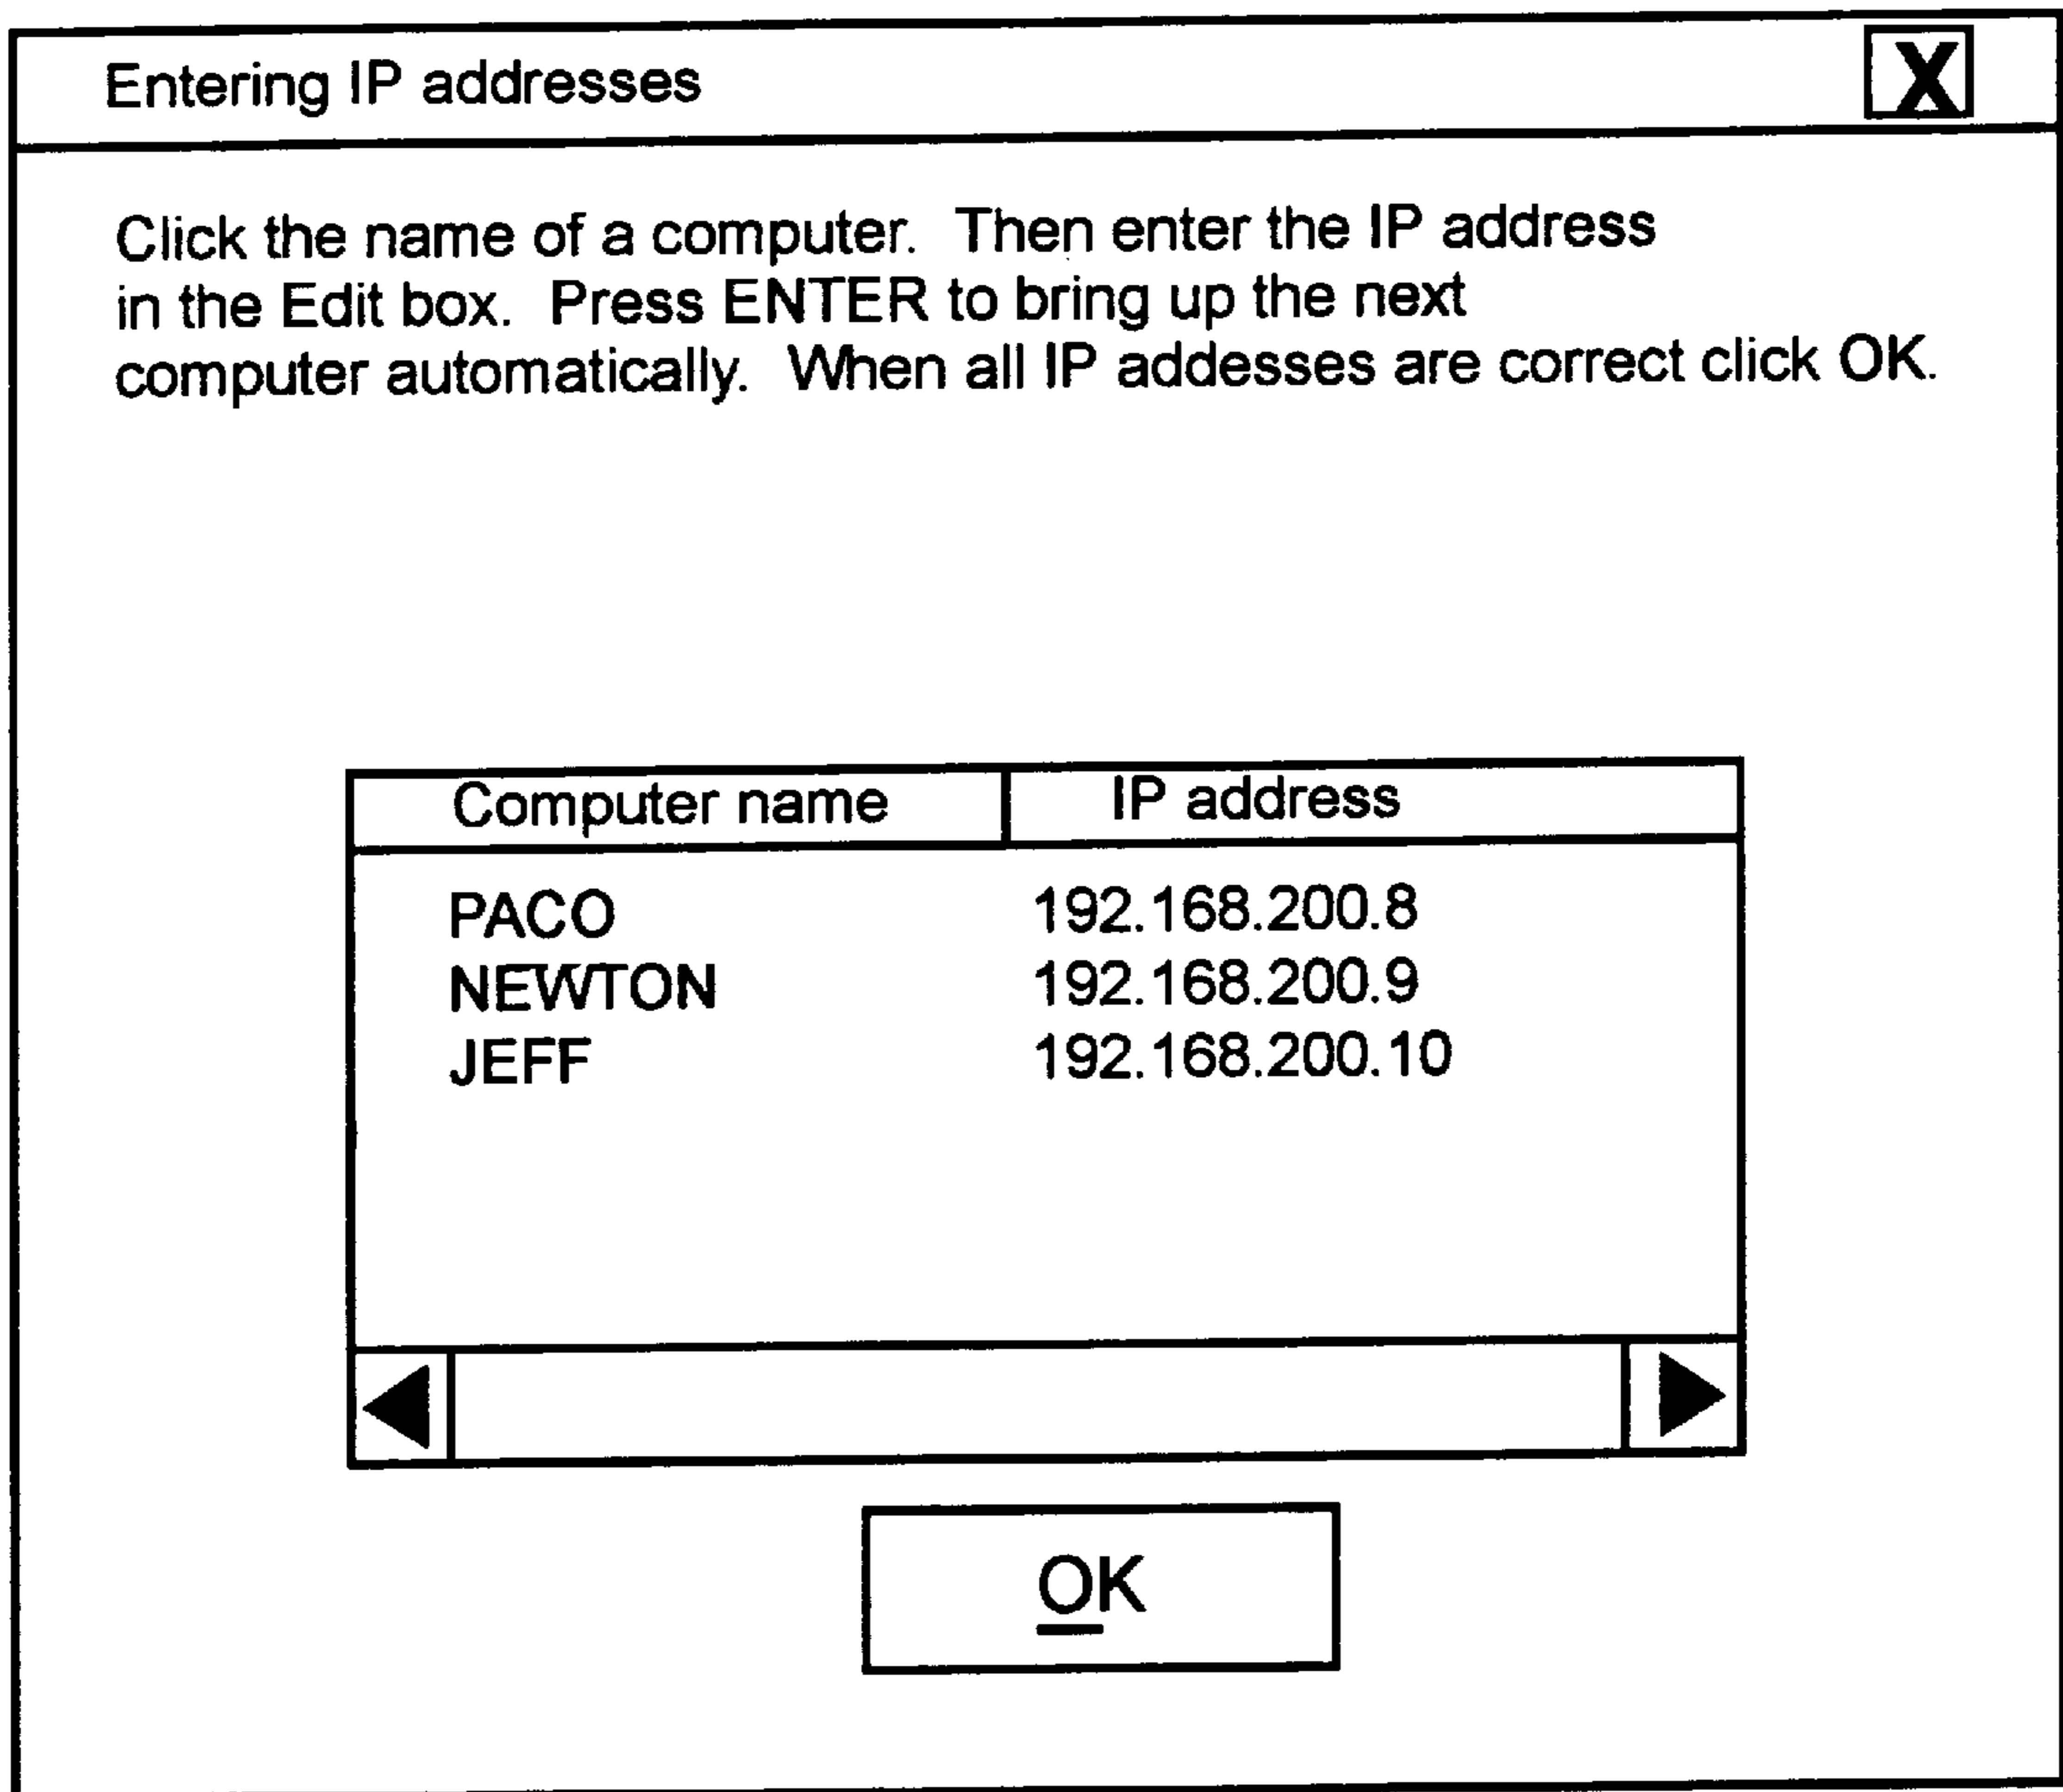 Entering IP addresses X
Click the name of a computer. Then enter the IP address
in the Edit box. Press ENTER to bring up the next
computer automatically. When all IP addesses are correct click OK.
Computer name IP address
PACO 192.168.200.8
NEWTON 192.168.200.9
JEFF 192.168.200.10
OK